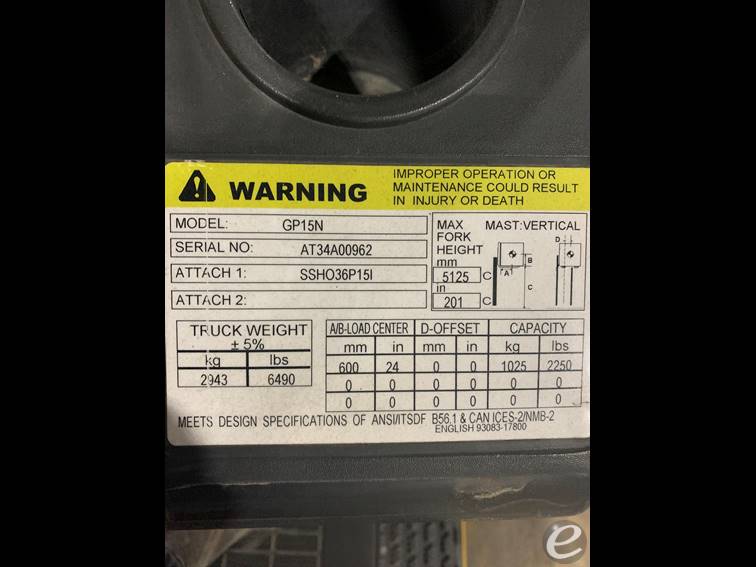 WARNING
IMPROPER OPERATION OR
MAINTENANCE COULD RESULT
IN INJURY OR DEATH
MODEL: GP15N
SERIAL NO: AT34A00962
ATTACH 1: SSHO36P15I
ATTACH 2:
MAX
FORK
HEIGHT
mm
5125 C
in
201 C
MAST:VERTICAL
D
B
A
C
TRUCK WEIGHT
± 5%
kg lbs
2943 6490
A/B-LOAD CENTER D-OFFSET CAPACITY
mm in mm in kg lbs
600 24 0 0 1025 2250
0 0 0 0 0 0
0 0 0 0 0 0
MEETS DESIGN SPECIFICATIONS OF ANSI/ITSDF B56.1 & CAN ICES-2/NMB-2
ENGLISH 93083-17800
e